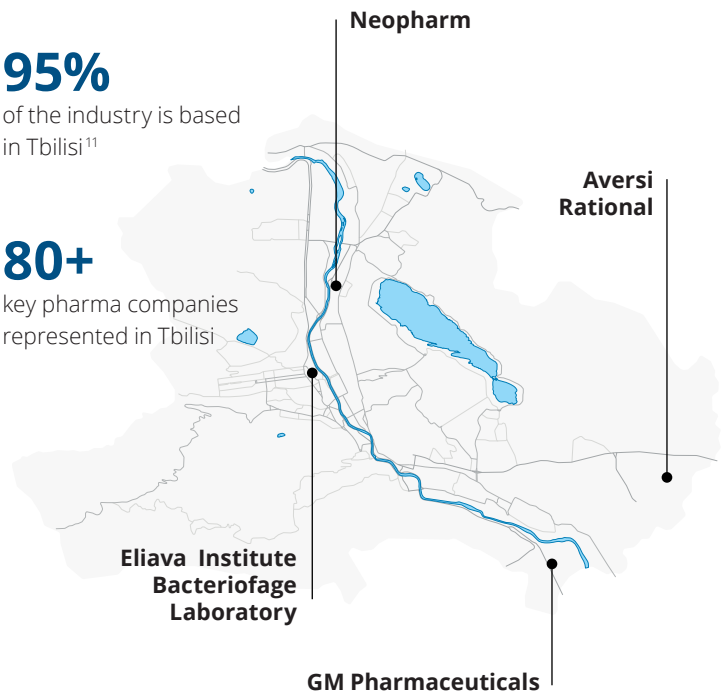 Neopharm
95%
of the industry is based
in Tbilisi¹¹
Aversi
Rational
80+
key pharma companies
represented in Tbilisi
Eliava Institute
Bacteriofage
Laboratory
GM Pharmaceuticals